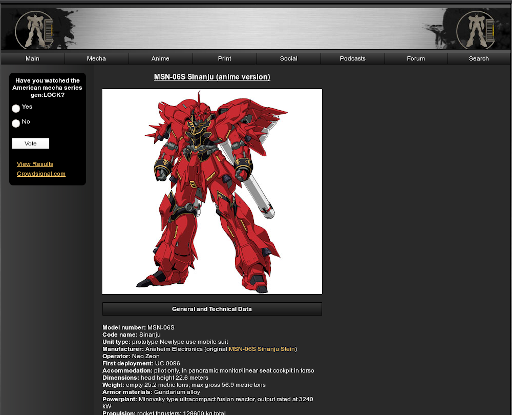 Main Mecha Anime Print Social Podcasts Forum Search
Have you watched the
American mecha series
gen:LOCK?
Yes
No
Vote
View Results
Crowdsignal.com
MSN-06S Sinanju (anime version)
General and Technical Data
Model number: MSN-06S
Code name: Sinanju
Unit type: prototype Newtype use mobile suit
Manufacturer: Anaheim Electronics (original MSN-06S Sinanju Stein)
Operator: Neo Zeon
First deployment: UC 0096
Accommodation: pilot only, in panoramic monitor/linear seat cockpit in torso
Dimensions: head height 22.6 meters
Weight: empty 25.2 metric tons; max gross 56.9 metric tons
Armor materials: Gundarium alloy
Powerplant: Minovsky type ultracompact fusion reactor, output rated at 3240
kW
Propulsion: rocket thrusters: 128600 kg total